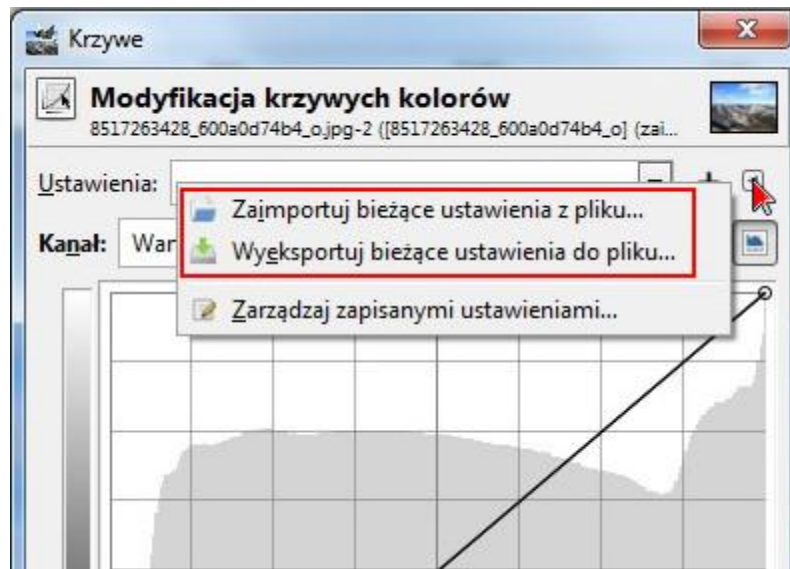 Krzywe
Modyfikacja krzywych kolorów
8517263428_600a0d74b4_o.jpg-2 ([8517263428_600a0d74b4_o] (zai...
Ustawienia:
Zaimportuj bieżące ustawienia z pliku...
Kanał: War
Wyeksportuj bieżące ustawienia do pliku...
Zarządzaj zapisanymi ustawieniami...